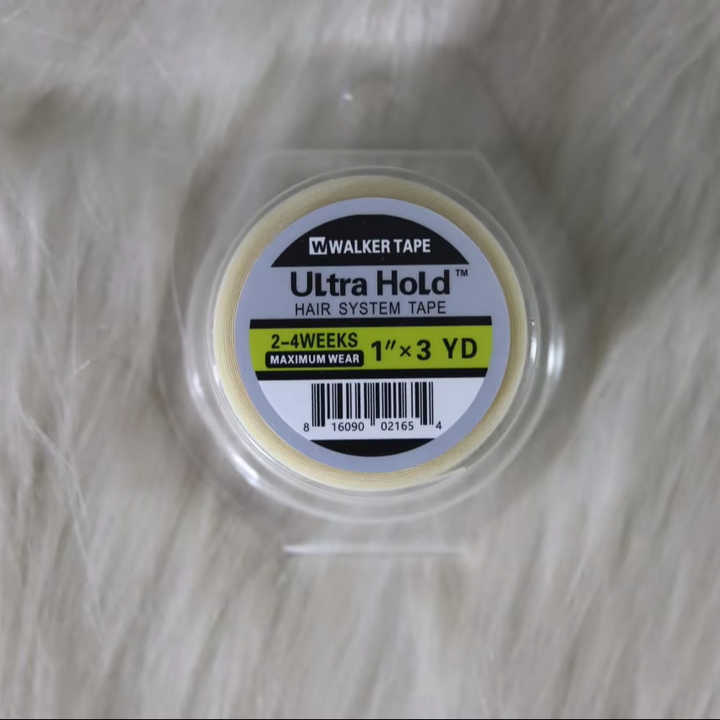 W WALKER TAPE
Ultra Hold™
HAIR SYSTEM TAPE
2-4WEEKS
MAXIMUM WEAR
1"×3 YD
8 16090 02165 4